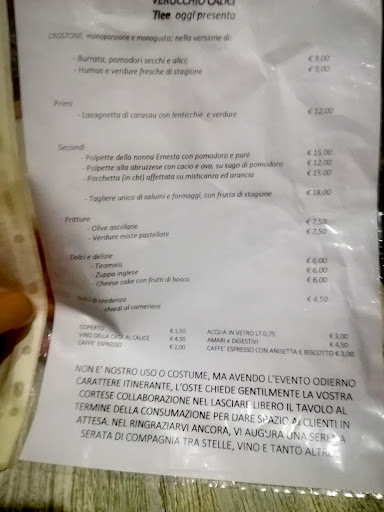 VERUCCHIO CALICI
Tiee oggi presenta
CROSTONE, monoporzione e monogusto; nella versione di:
- Burrata, pomodori secchi e alici; € 9,00
- Humus e verdure fresche di stagione € 9,00
Primi
- Lasagnetta di carasau con lenticchie e verdure € 12,00
Secondi
- Polpette della nonna Ernesta con pomodoro e purè € 15,00
- Polpette alla abruzzese con cacio e ovo, su sugo di pomodoro € 12,00
- Porchetta (in cbt) affettata su misticanza ed arancia € 15,00
- Tagliere unico di salumi e formaggi, con frutta di stagione € 18,00
Fritture
- Olive ascolane € 7,50
- Verdure miste pastellate € 7,50
Dolci e delizie
- Tiramisù € 6,00
- Zuppa inglese € 6,00
- Cheese cake con frutti di bosco € 6,00
Dolci di credenza
chiedi al cameriere € 4,50
COPERTO € 1,50 ACQUA IN VETRO LT.0,75 € 3,00
VINO DELLA CASA AL CALICE € 4,50 AMARI e DIGESTIVI € 4,50
CAFFE' ESPRESSO € 2,00 CAFFE' ESPRESSO CON ANISETTA E BISCOTTO € 3,00
NON E' NOSTRO USO O COSTUME, MA AVENDO L'EVENTO ODIERNO
CARATTERE ITINERANTE, L'OSTE CHIEDE GENTILMENTE LA VOSTRA
CORTESE COLLABORAZIONE NEL LASCIARE LIBERO IL TAVOLO AL
TERMINE DELLA CONSUMAZIONE PER DARE SPAZIO AI CLIENTI IN
ATTESA. NEL RINGRAZIARVI ANCORA, VI AUGURA UNA SERENA
SERATA DI COMPAGNIA TRA STELLE, VINO E TANTO ALTRO